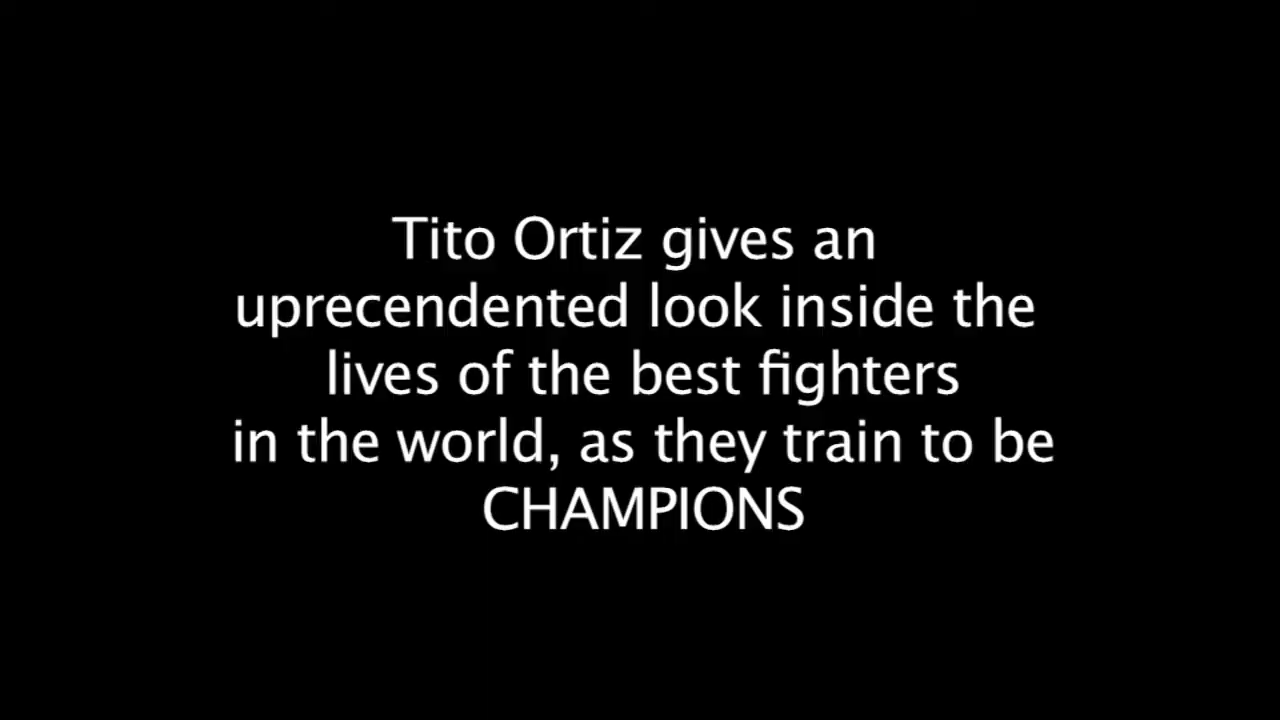 Tito Ortiz gives an
uprecendented look inside the
lives of the best fighters
in the world, as they train to be
CHAMPIONS